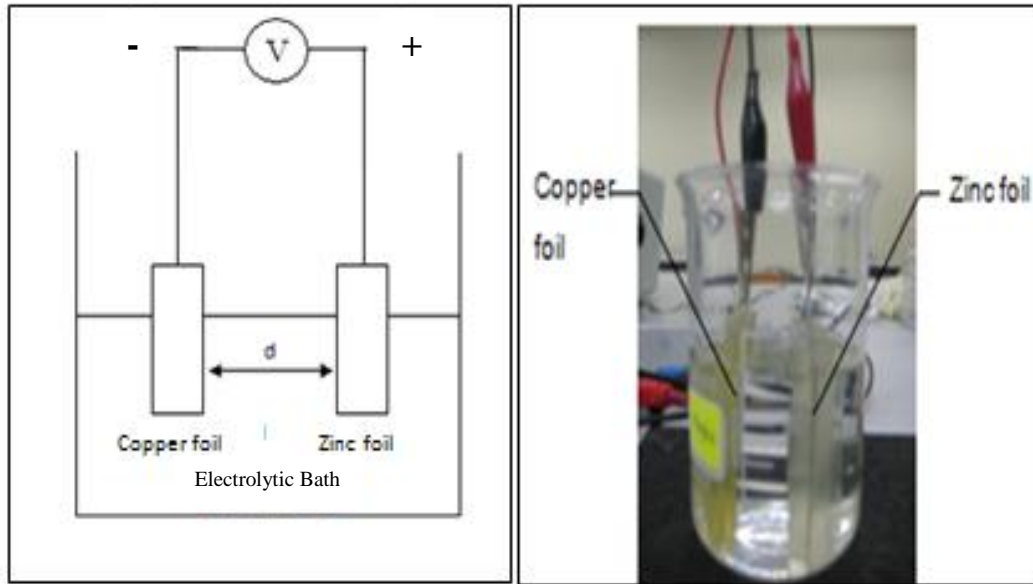 - V +
d
Copper foil Zinc foil
Electrolytic Bath
Copper
foil
Zinc foil